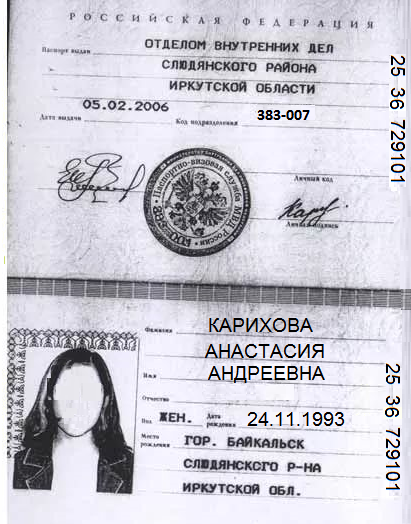 РОССИЙСКАЯ ФЕДЕРАЦИЯ
Паспорт выдан ОТДЕЛОМ ВНУТРЕННИХ ДЕЛ
СЛЮДЯНСКОГО РАЙОНА
ИРКУТСКОЙ ОБЛАСТИ
05.02.2006
Дата выдачи Код подразделения 383-007
Личный код
Личная подпись
25 36 729101
Фамилия КАРИХОВА
АНАСТАСИЯ
Имя АНДРЕЕВНА
Отчество
Пол ЖЕН. Дата рождения 24.11.1993
Место рождения ГОР. БАЙКАЛЬСК
СЛЮДЯНСКСГО Р-НА
ИРКУТСКОЙ ОБЛ.
25 36 729101